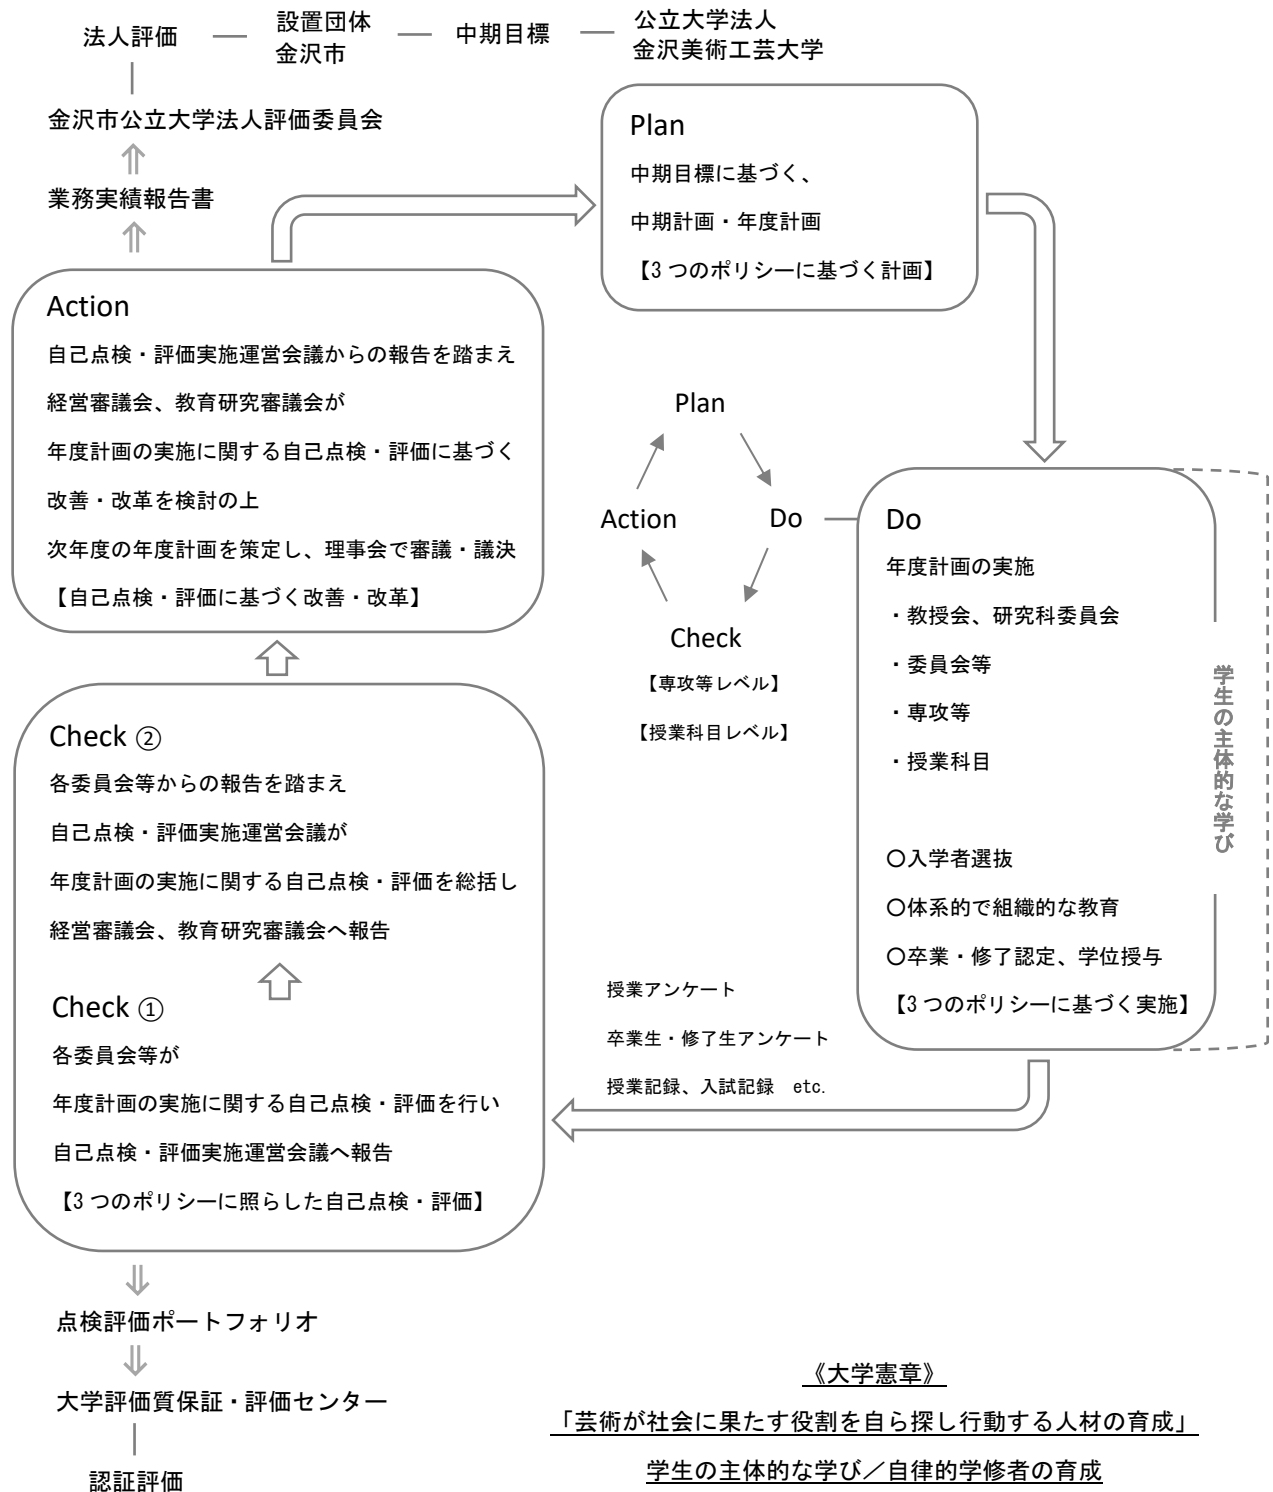 法人評価
設置団体
金沢市
中期目標
公立大学法人
金沢美術工芸大学
金沢市公立大学法人評価委員会
業務実績報告書
Plan
中期目標に基づく、
中期計画・年度計画
【3つのポリシーに基づく計画】
Action
自己点検・評価実施運営会議からの報告を踏まえ
経営審議会、教育研究審議会が
年度計画の実施に関する自己点検・評価に基づく
改善・改革を検討の上
次年度の年度計画を策定し、理事会で審議・議決
【自己点検・評価に基づく改善・改革】
Plan
Action
Do
Check
【専攻等レベル】
【授業科目レベル】
Do
年度計画の実施
・教授会、研究科委員会
・委員会等
・専攻等
・授業科目
〇入学者選抜
〇体系的で組織的な教育
〇卒業・修了認定、学位授与
【3つのポリシーに基づく実施】
学生の主体的な学び
Check ②
各委員会等からの報告を踏まえ
自己点検・評価実施運営会議が
年度計画の実施に関する自己点検・評価を総括し
経営審議会、教育研究審議会へ報告
Check ①
各委員会等が
年度計画の実施に関する自己点検・評価を行い
自己点検・評価実施運営会議へ報告
【3つのポリシーに照らした自己点検・評価】
授業アンケート
卒業生・修了生アンケート
授業記録、入試記録 etc.
点検評価ポートフォリオ
大学評価質保証・評価センター
認証評価
《大学憲章》
「芸術が社会に果たす役割を自ら探し行動する人材の育成」
学生の主体的な学び／自律的学修者の育成